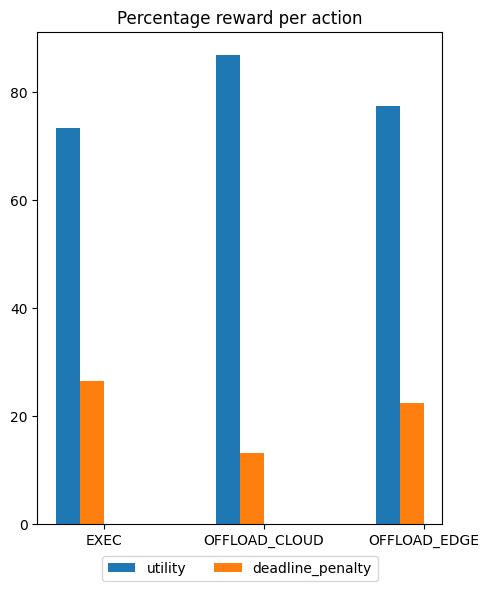 Percentage reward per action
80
60
40
20
0
EXEC OFFLOAD_CLOUD OFFLOAD_EDGE
utility deadline_penalty